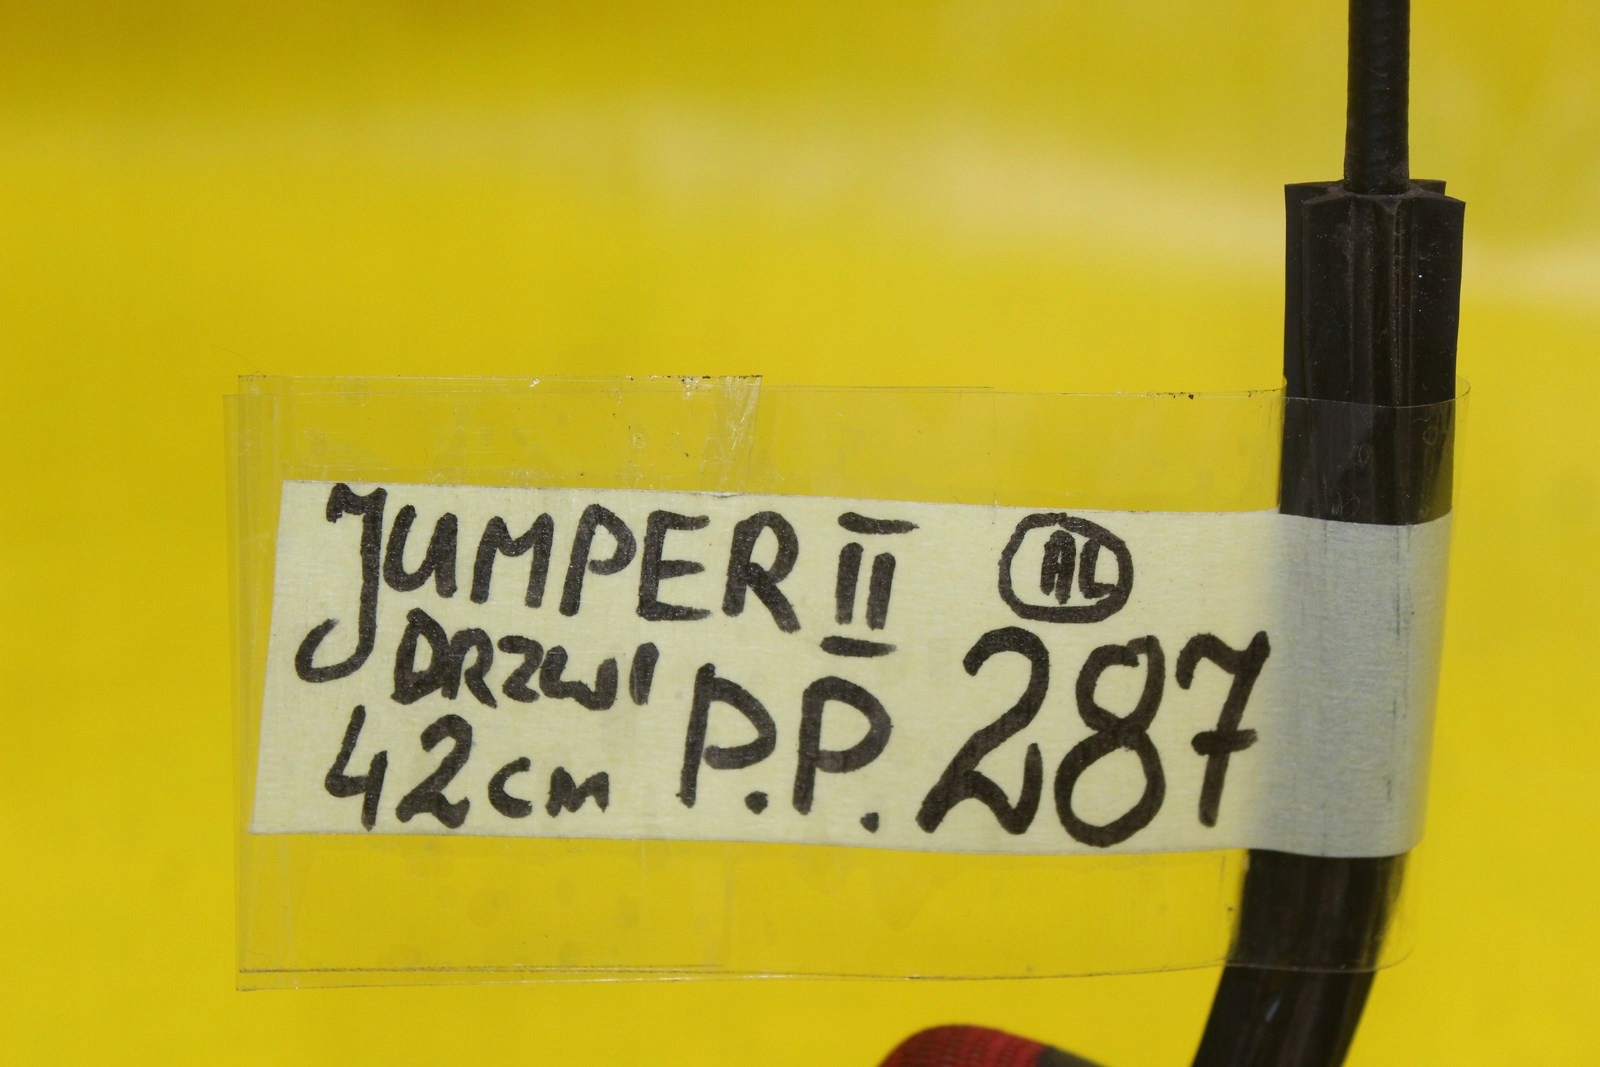 JUMPER II AL
DRZWI
42cm P.P. 287